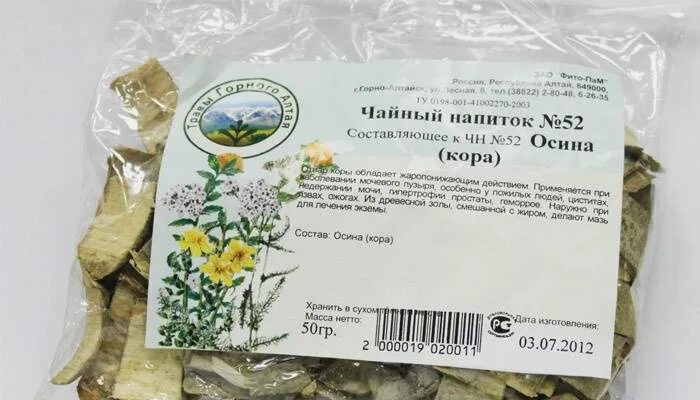 Травы Горного Алтая
ЗАО "Фито-ПаМ"
Россия, Республика Алтай, 649000,
г.Горно-Алтайск, ул. Лесная, 8, тел.(38822) 2-80-48, 6-26-35
ТУ 0198-001-41002270-2003
Чайный напиток №52
Составляющее к ЧН №52 Осина
(кора)
Отвар коры обладает жаропонижающим действием. Применяется при
заболевании мочевого пузыря, особенно у пожилых людей, циститах,
недержании мочи, гипертрофии простаты, геморрое. Наружно при
язвах, ожогах. Из древесной золы, смешанной с жиром, делают мазь
для лечения экземы.
Состав: Осина (кора)
Хранить в сухом месте
Масса нетто:
50гр.
2 000019 020011
РС
Дата изготовления:
03.07.2012